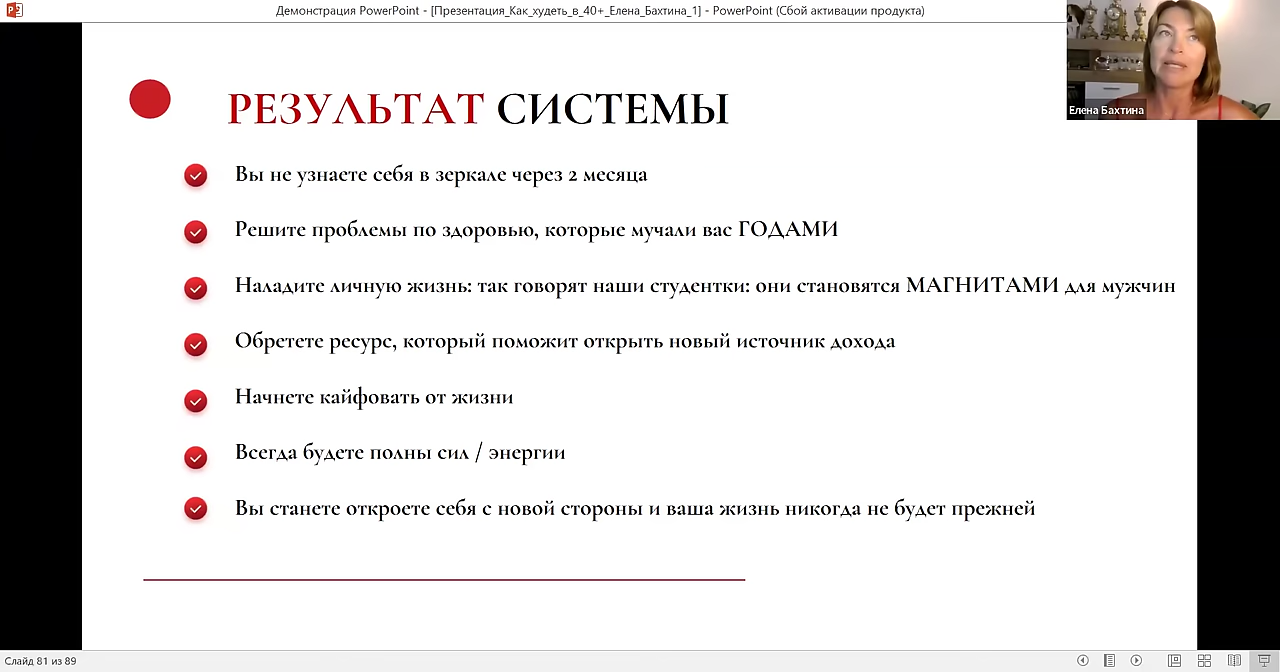 Демонстрация PowerPoint - [Презентация_Как_худеть_в_40+_Елена_Бахтина_1] - PowerPoint (Сбой активации продукта)
Елена Бахтина
РЕЗУЛЬТАТ СИСТЕМЫ
Вы не узнаете себя в зеркале через 2 месяца
Решите проблемы по здоровью, которые мучали вас ГОДАМИ
Наладите личную жизнь: так говорят наши студентки: они становятся МАГНИТАМИ для мужчин
Обретете ресурс, который поможит открыть новый источник дохода
Начнете кайфовать от жизни
Всегда будете полны сил / энергии
Вы станете откроете себя с новой стороны и ваша жизнь никогда не будет прежней
Слайд 81 из 89